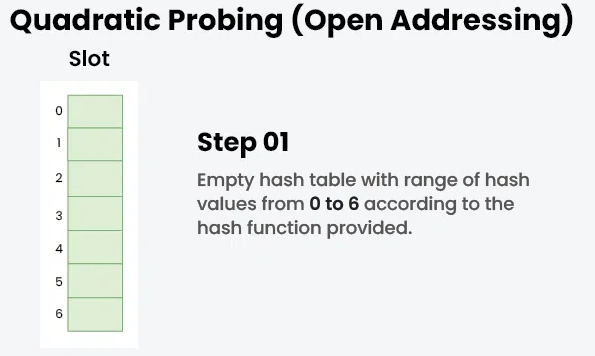 Quadratic Probing (Open Addressing)
Slot
0
1
2
3
4
5
6
Step 01
Empty hash table with range of hash
values from 0 to 6 according to the
hash function provided.